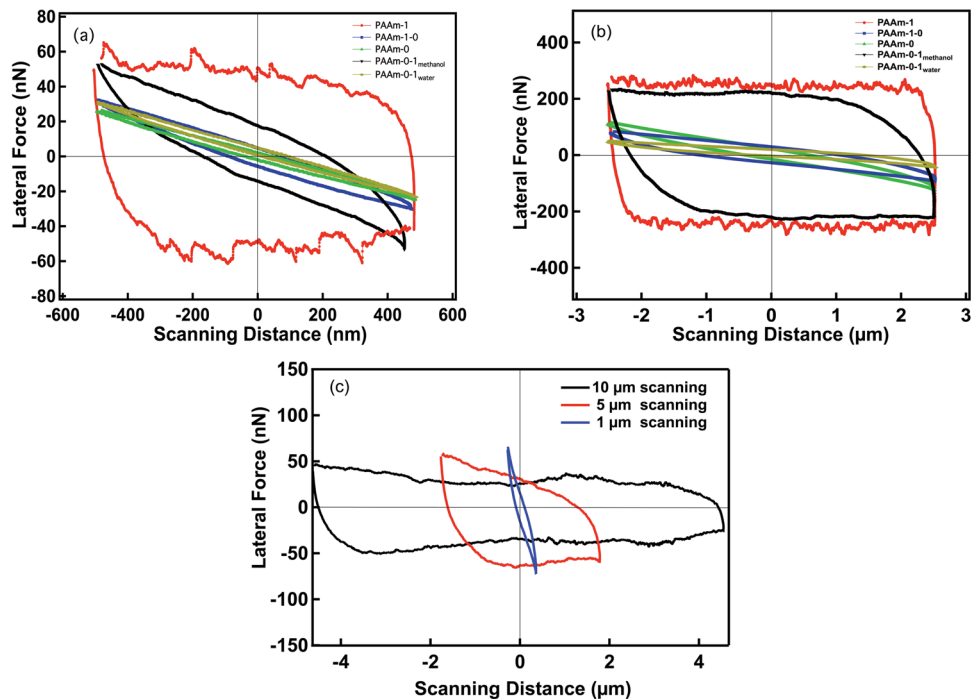 (a)
PAAm-1
PAAm-1-0
PAAm-0
PAAm-0-1methanol
PAAm-0-1water
80
60
40
20
0
-20
-40
-60
80
Lateral Force (nN)
-600
-400
-200
0
200
400
600
Scanning Distance (nm)
(b)
PAAm-1
PAAm-1-0
PAAm-0
PAAm-0-1methanol
PAAm-0-1water
400
200
0
-200
-400
Lateral Force (nN)
-3
-2
-1
0
1
2
3
Scanning Distance (µm)
(c)
10 µm scanning
5 µm scanning
1 µm scanning
150
100
50
0
-50
-100
-150
Lateral Force (nN)
-4
-2
0
2
4
Scanning Distance (µm)